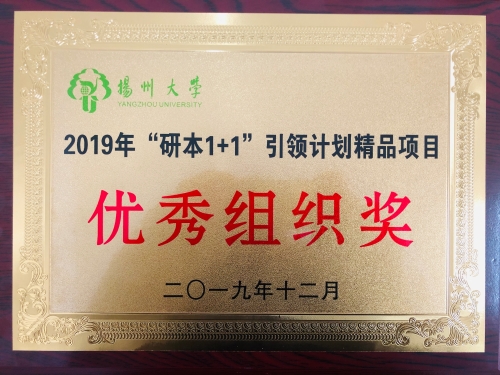 揚州大学
YANGZHOU UNIVERSITY
2019年“研本1+1”引领计划精品项目
优秀组织奖
二〇一九年十二月